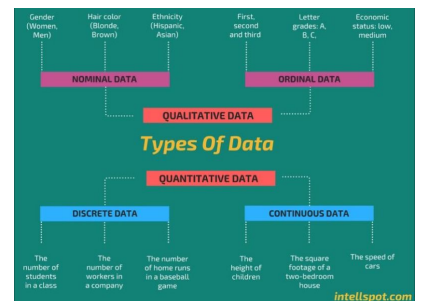 Gender
(Women,
Men)
Hair color
(Blonde,
Brown)
Ethnicity
(Hispanic,
Asian)
First,
second
and third
Letter
grades: A,
B, C,
Economic
status: low,
medium
NOMINAL DATA
ORDINAL DATA
QUALITATIVE DATA
Types Of Data
QUANTITATIVE DATA
DISCRETE DATA
CONTINUOUS DATA
The
number of
students
in a class
The
number of
workers in
a company
The number
of home runs
in a baseball
game
The
height of
children
The square
footage of a
two-bedroom
house
The speed of
cars
intellspot.com